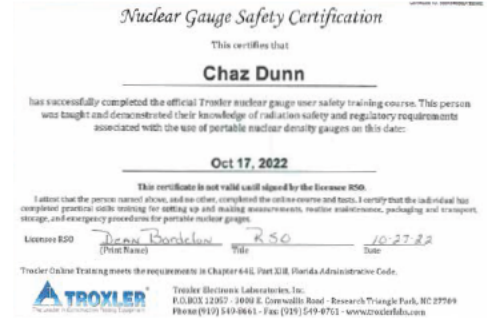 Nuclear Gauge Safety Certification
This certifies that
Chaz Dunn
has successfully completed the official Troxler nuclear gauge user safety training course. This person
was taught and demonstrated their knowledge of radiation safety and regulatory requirements
associated with the use of portable nuclear density gauges on this date:
Oct 17, 2022
This certificate is not valid until signed by the licensee RSO.
I attest that the person named above, and no other, completed the online course and tests. I certify that the individual has
completed practical skills training for setting up and making measurements, routine maintenance, packaging and transport,
storage, and emergency procedures for portable nuclear gauges.
Licensee RSO Dean Bordelon RSO 10-27-22
(Print Name) Title Date
Troxler Online Training meets the requirements in Chapter 64E, Part XIII, Florida Administrative Code.
TROXLER
Troxler Electronic Laboratories, Inc.
P.O.BOX 12057 - 3008 E. Cornwallis Road - Research Triangle Park, NC 27709
Phone (919) 549-8661 - Fax: (919) 549-0761 - www.troxlerlabs.com